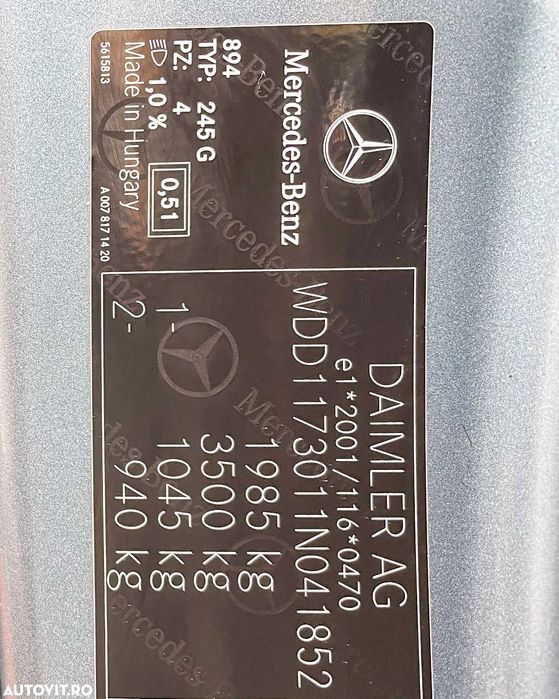 Mercedes-Benz
894
TYP: 245 G
PZ: 4
1,0 %
0,51
Made in Hungary
5615813
A 007 817 14 20
DAIMLER AG
e1*2001/116*0470
WDD1173011N041852
1985 kg
3500 kg
1- 1045 kg
2- 940 kg
AUTOVIT.RO